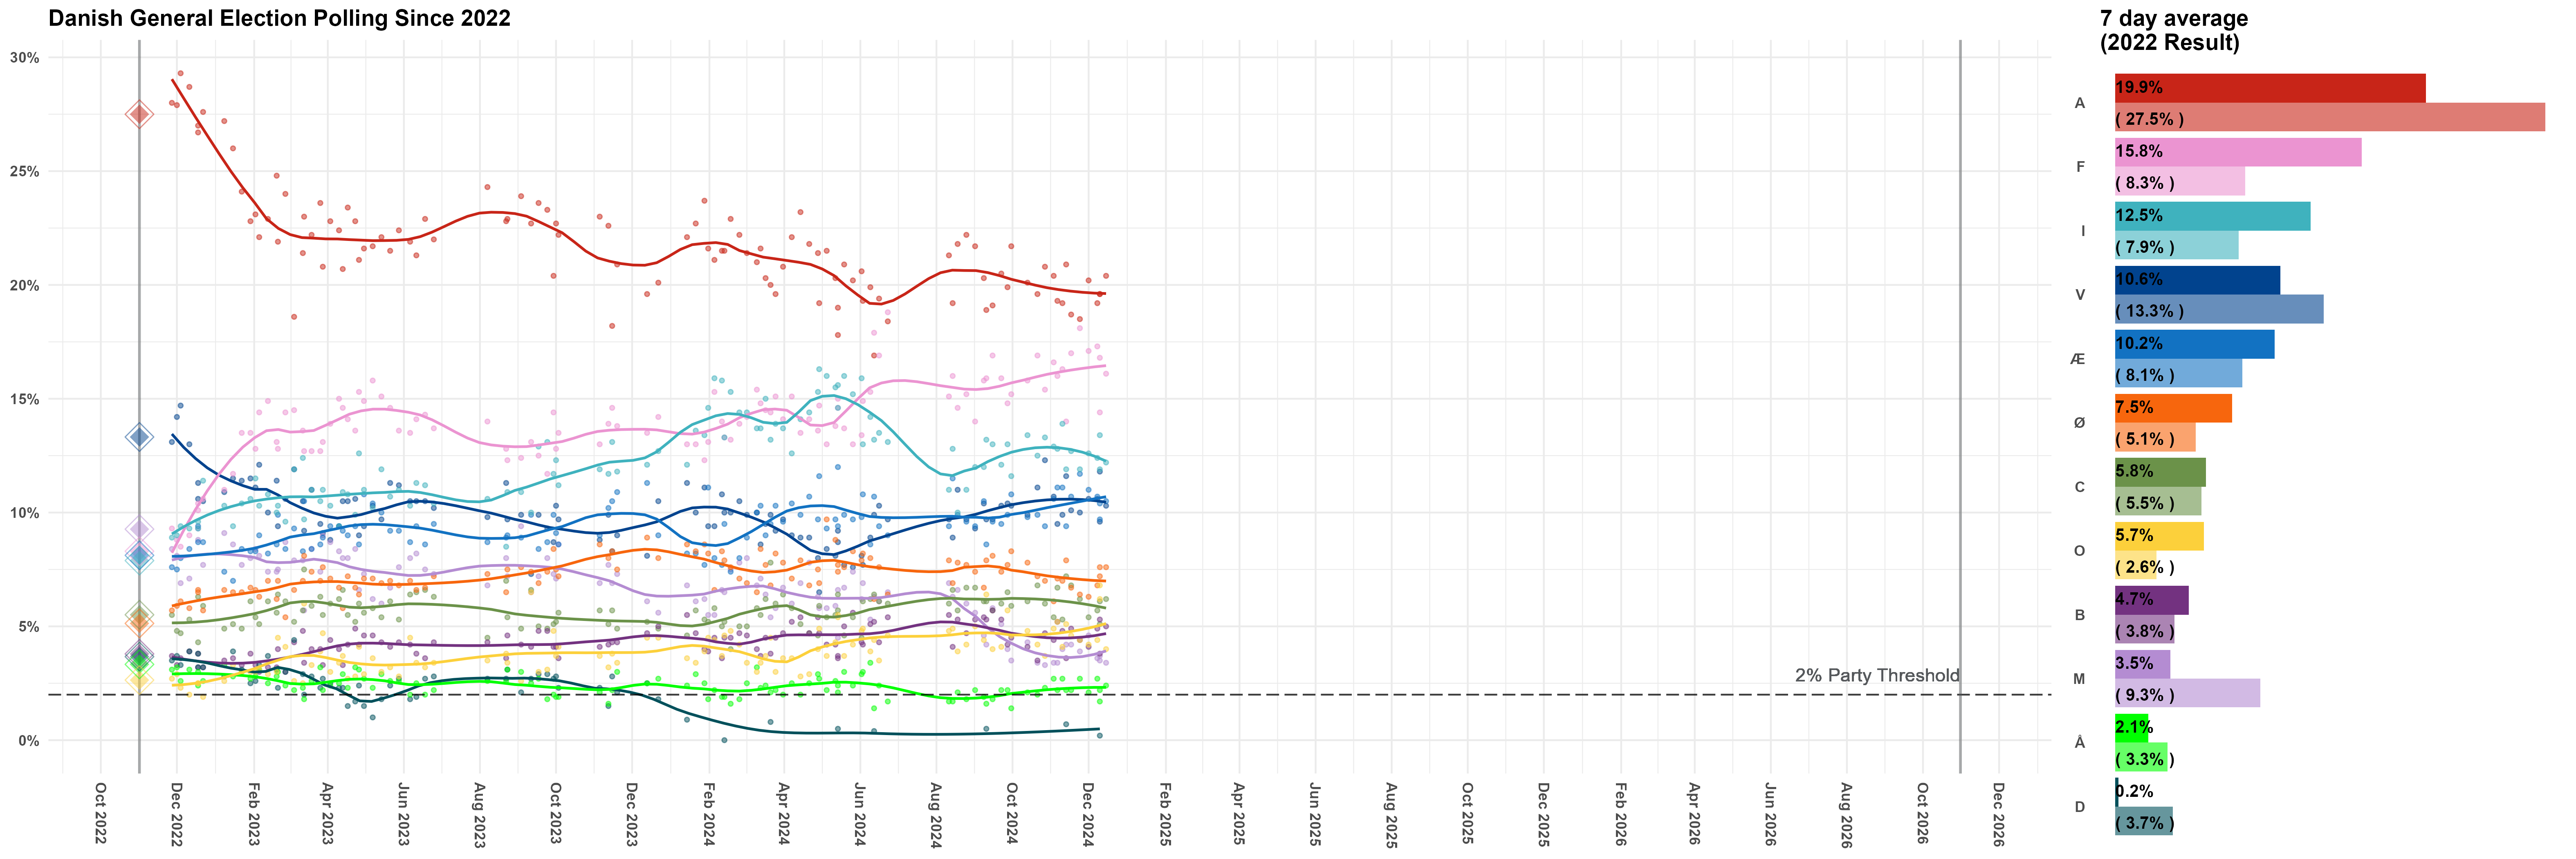 Danish General Election Polling Since 2022
7 day average
(2022 Result)
30%
25%
20%
15%
10%
5%
0%
2% Party Threshold
Oct 2022
Dec 2022
Feb 2023
Apr 2023
Jun 2023
Aug 2023
Oct 2023
Dec 2023
Feb 2024
Apr 2024
Jun 2024
Aug 2024
Oct 2024
Dec 2024
Feb 2025
Apr 2025
Jun 2025
Aug 2025
Oct 2025
Dec 2025
Feb 2026
Apr 2026
Jun 2026
Aug 2026
Oct 2026
Dec 2026
A
19.9%
( 27.5% )
F
15.8%
( 8.3% )
I
12.5%
( 7.9% )
V
10.6%
( 13.3% )
Æ
10.2%
( 8.1% )
Ø
7.5%
( 5.1% )
C
5.8%
( 5.5% )
O
5.7%
( 2.6% )
B
4.7%
( 3.8% )
M
3.5%
( 9.3% )
Å
2.1%
( 3.3% )
D
0.2%
( 3.7% )